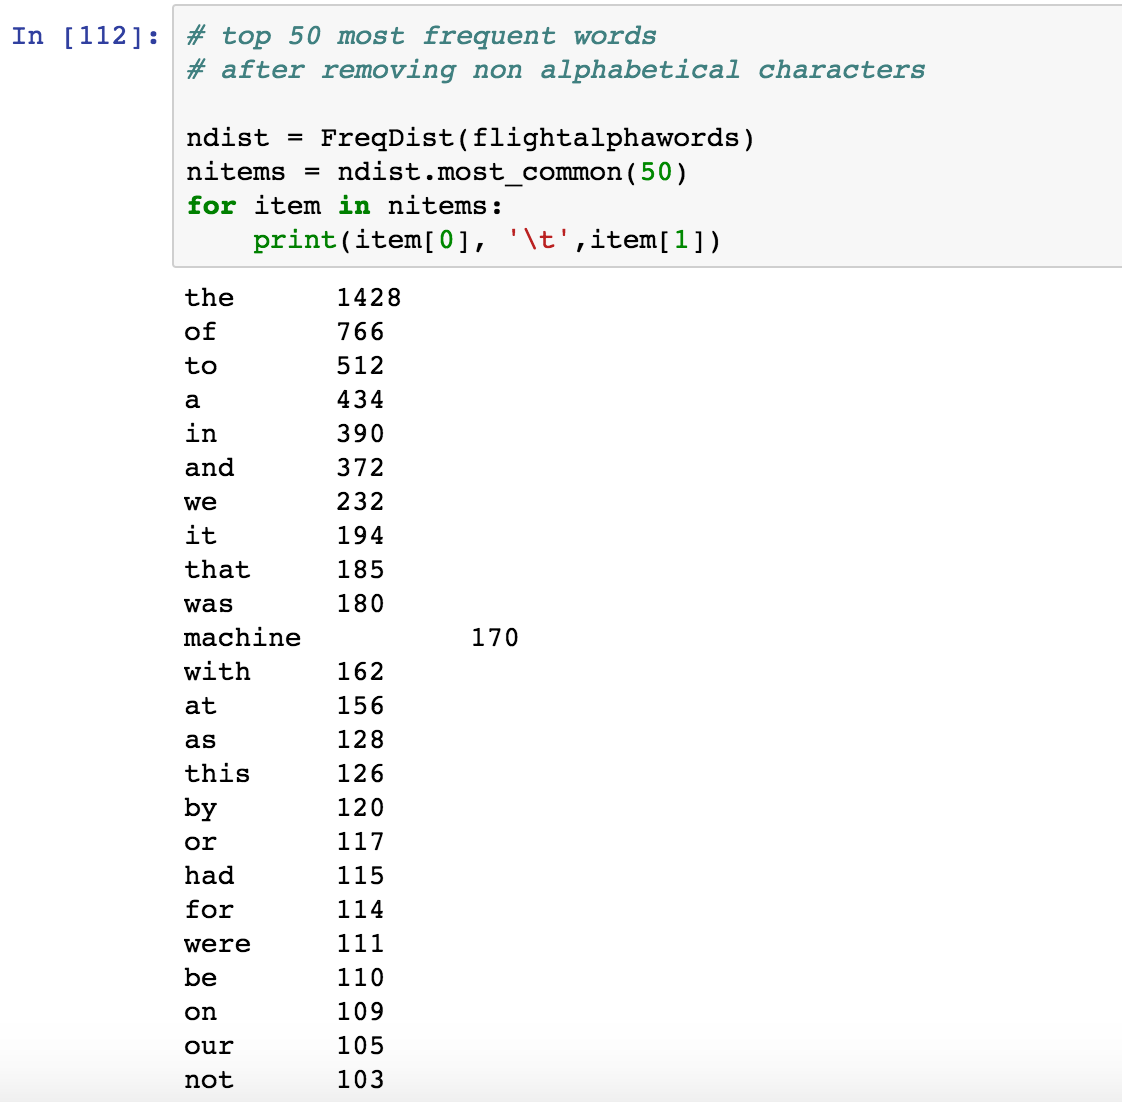 In [112]:
# top 50 most frequent words
# after removing non alphabetical characters
ndist = FreqDist(flightalphawords)
nitems = ndist.most_common(50)
for item in nitems:
    print(item[0], '\t',item[1])
the 1428
of 766
to 512
a 434
in 390
and 372
we 232
it 194
that 185
was 180
machine 170
with 162
at 156
as 128
this 126
by 120
or 117
had 115
for 114
were 111
be 110
on 109
our 105
not 103